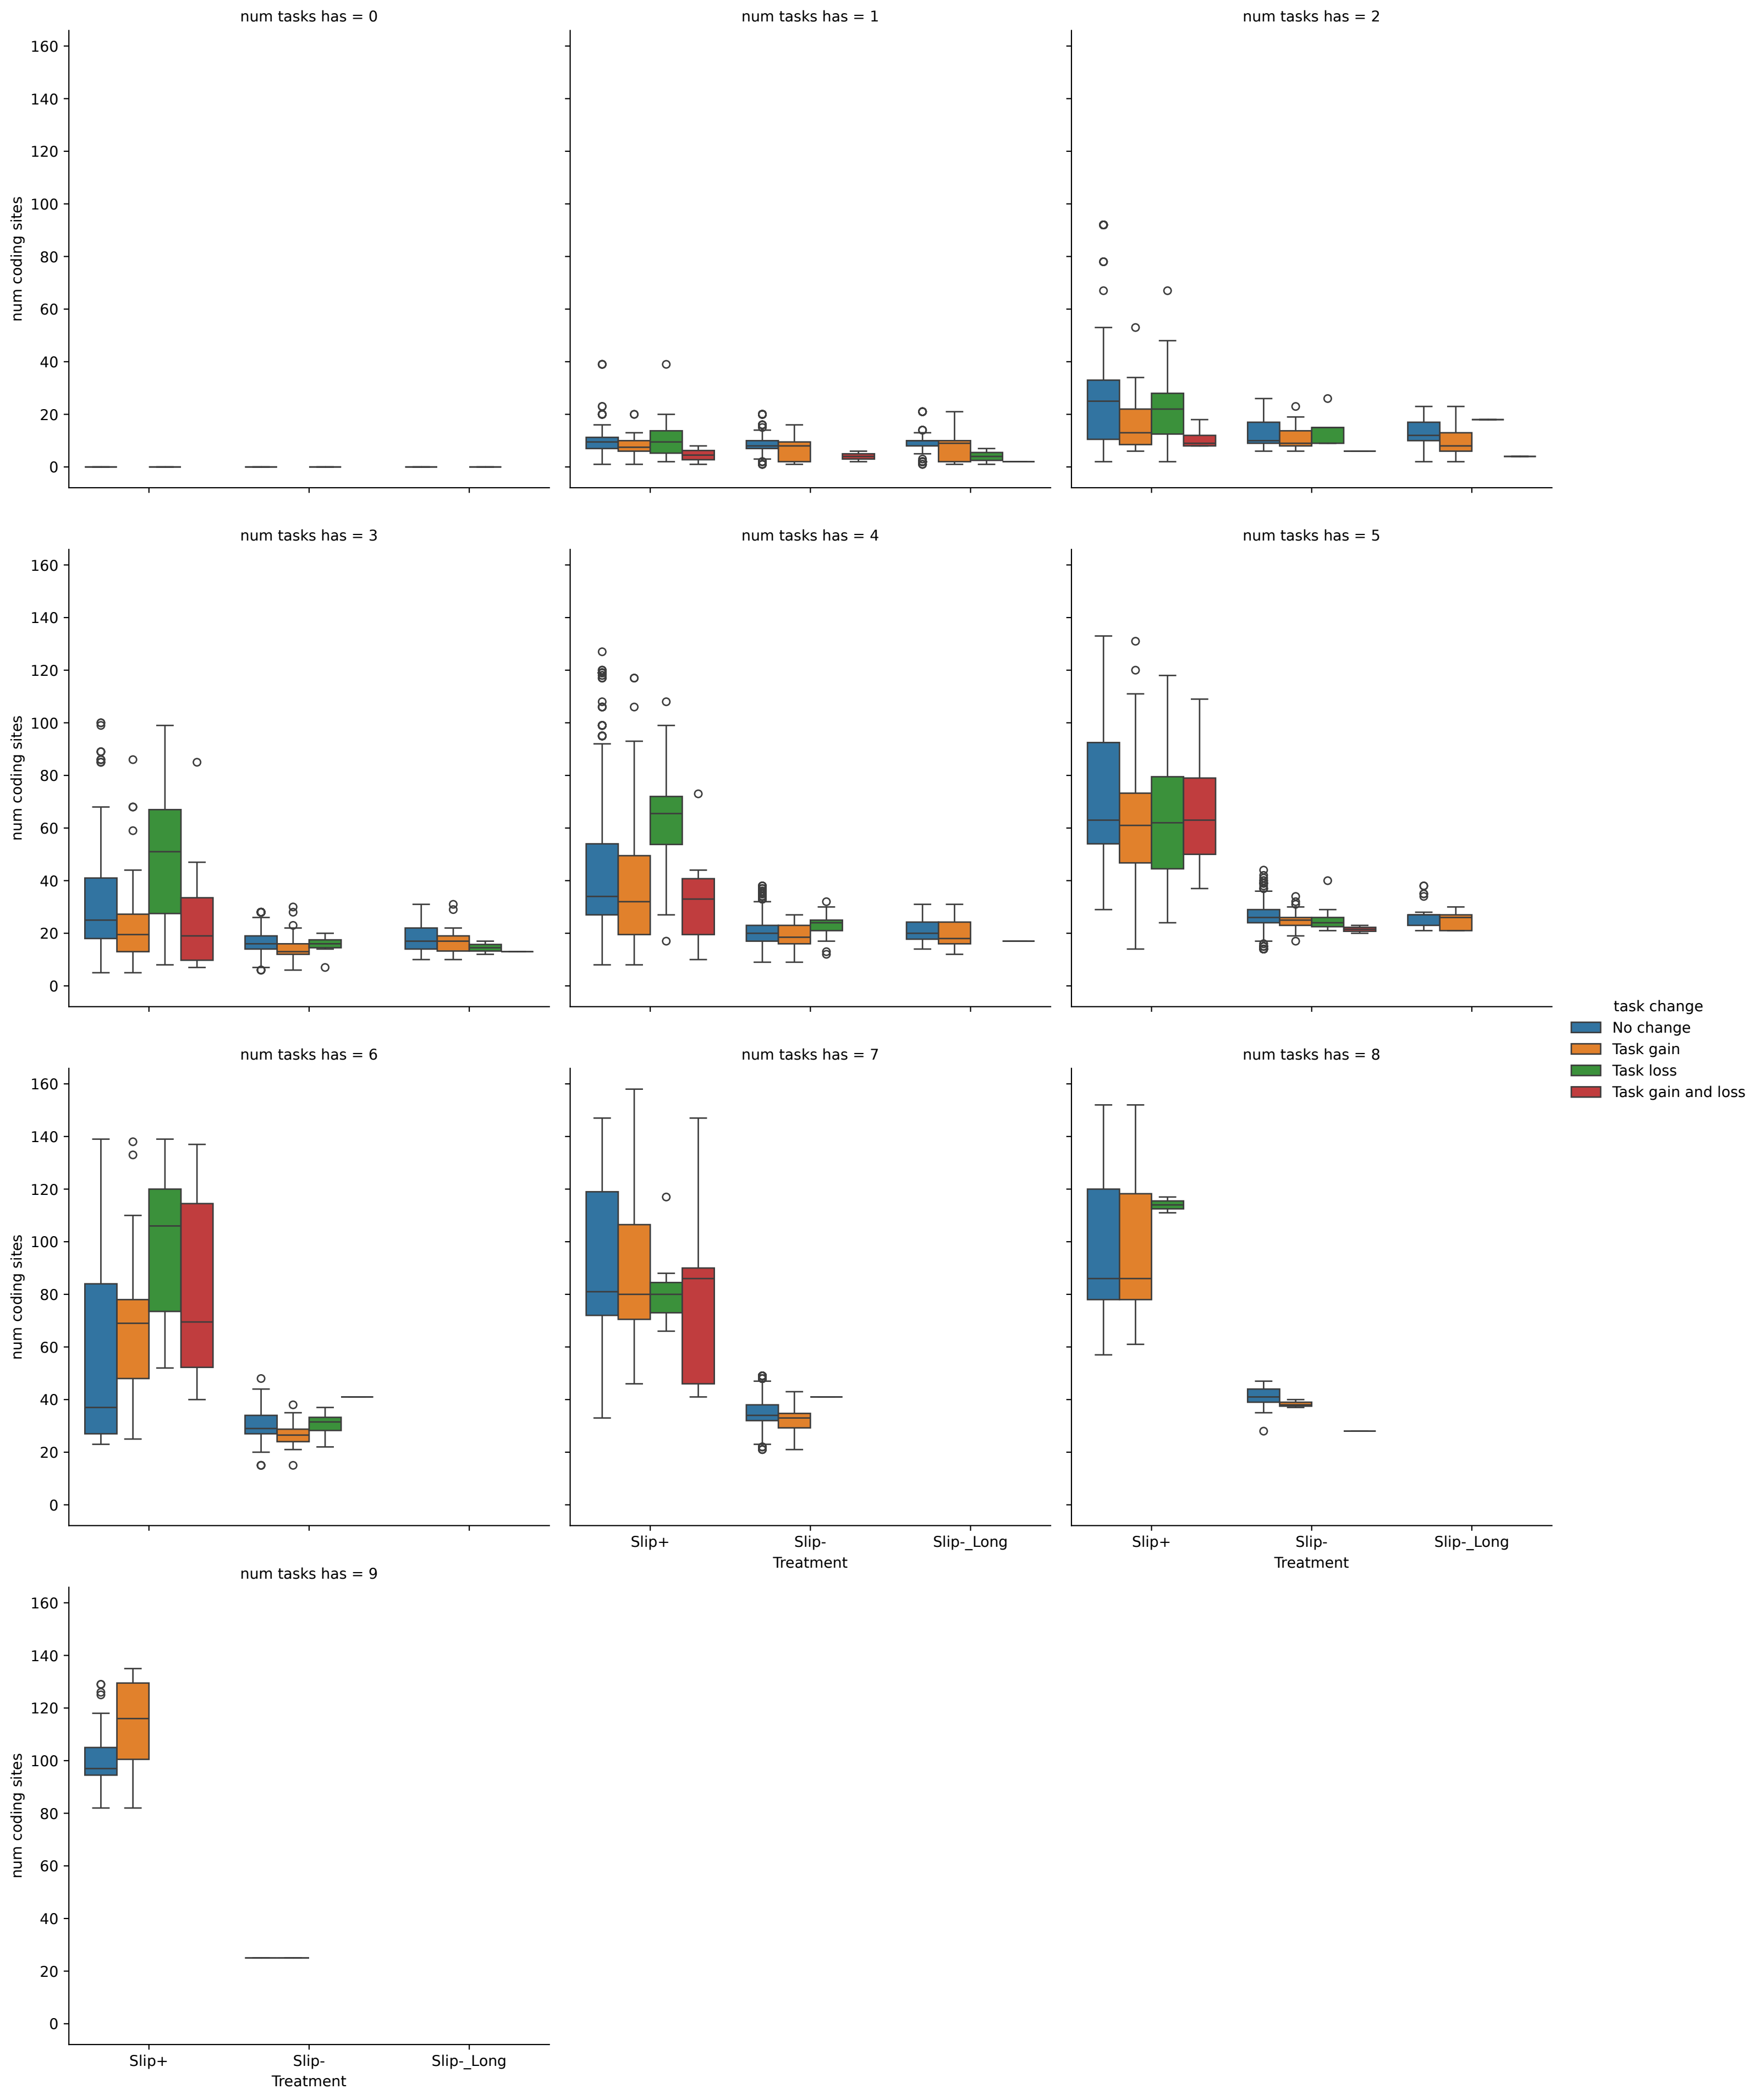 num tasks has = 0
num tasks has = 1
num tasks has = 2
160
140
120
100
80
60
40
20
0
num coding sites
num tasks has = 3
num tasks has = 4
num tasks has = 5
160
140
120
100
80
60
40
20
0
num coding sites
task change
No change
Task gain
Task loss
Task gain and loss
num tasks has = 6
num tasks has = 7
num tasks has = 8
160
140
120
100
80
60
40
20
0
num coding sites
Slip+
Slip-
Slip-_Long
Treatment
Slip+
Slip-
Slip-_Long
Treatment
num tasks has = 9
160
140
120
100
80
60
40
20
0
num coding sites
Slip+
Slip-
Slip-_Long
Treatment